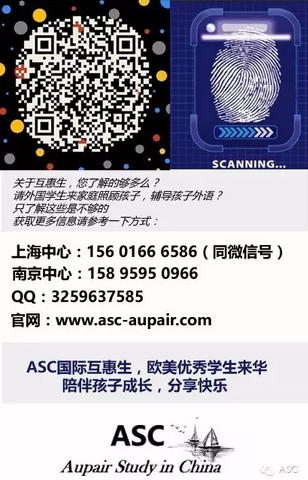 SCANNING...
关于互惠生，您了解的够多么？
请外国学生来家庭照顾孩子，辅导孩子外语？
只了解这些是不够的
获取更多信息请参考一下方式：
上海中心：156 0166 6586（同微信号）
南京中心：158 9595 0966
QQ：3259637585
官网：www.asc-aupair.com
ASC国际互惠生，欧美优秀学生来华
陪伴孩子成长，分享快乐
ASC
Aupair Study in China
ASC